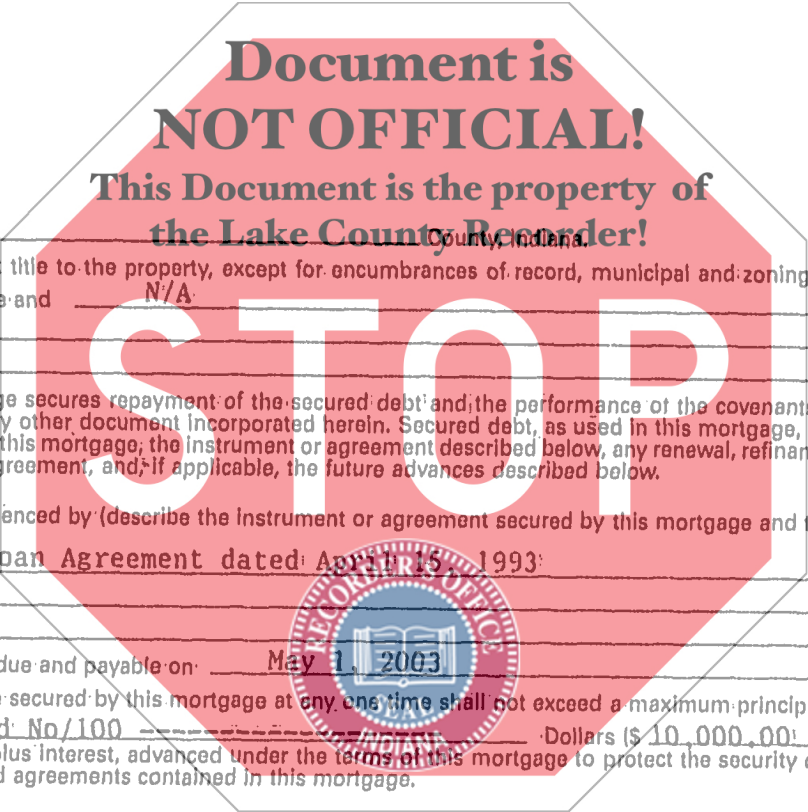 Document is
NOT OFFICIAL!
This Document is the property of
the Lake County Recorder!
County, Indiana.
title to the property, except for encumbrances of record, municipal and zoning
and
N/A
STOP
secures repayment of the secured debt and the performance of the covenants
other document incorporated herein. Secured debt, as used in this mortgage,
this mortgage, the instrument or agreement described below, any renewal, refinan
greement, and, if applicable, the future advances described below.
enced by (describe the instrument or agreement secured by this mortgage and
oan Agreement dated April 15, 1993
RECORDER'S OFFICE
due and payable on May 1, 2003
secured by this mortgage at any one time shall not exceed a maximum princip
SEAL
No/100 ---------------- Dollars ($ 10,000.00
INDIANA
plus interest, advanced under the terms of this mortgage to protect the security
agreements contained in this mortgage.